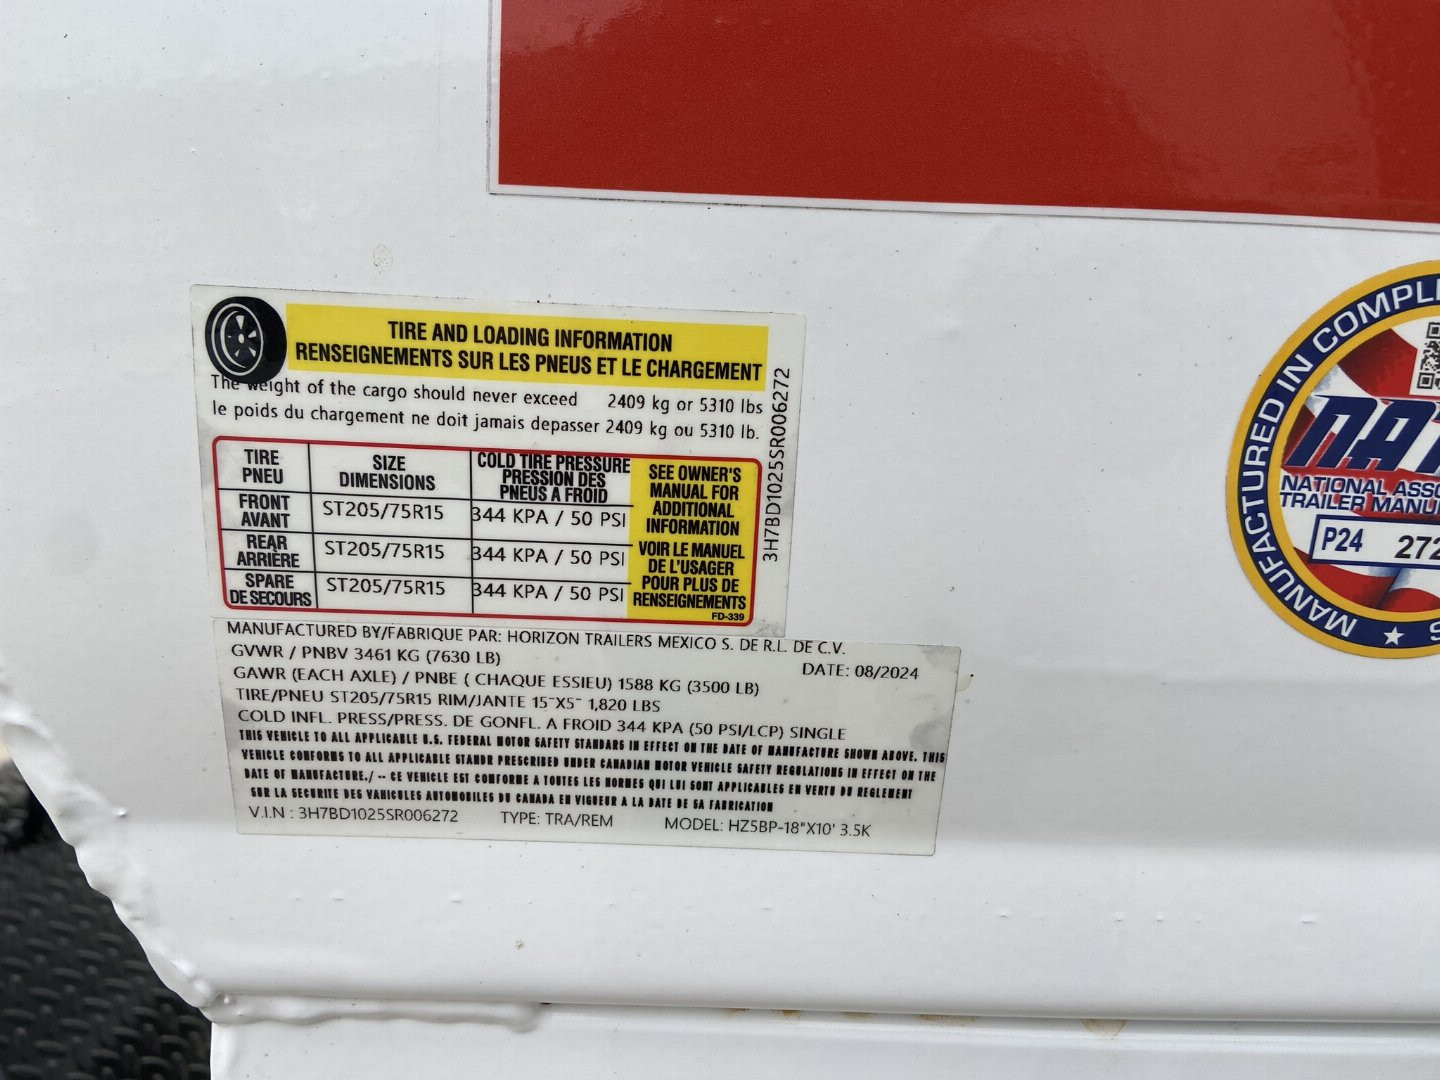 TIRE AND LOADING INFORMATION
RENSEIGNEMENTS SUR LES PNEUS ET LE CHARGEMENT
The weight of the cargo should never exceed 2409 kg or 5310 lbs
le poids du chargement ne doit jamais depasser 2409 kg ou 5310 lb.
TIRE
PNEU
SIZE
DIMENSIONS
COLD TIRE PRESSURE
PRESSION DES
PNEUS A FROID
FRONT
AVANT
ST205/75R15
344 KPA / 50 PSI
REAR
ARRIÈRE
ST205/75R15
344 KPA / 50 PSI
SPARE
DE SECOURS
ST205/75R15
344 KPA / 50 PSI
SEE OWNER'S
MANUAL FOR
ADDITIONAL
INFORMATION
VOIR LE MANUEL
DE L'USAGER
POUR PLUS DE
RENSEIGNEMENTS
FD-339
3H7BD1025SR006272
MANUFACTURED BY/FABRIQUE PAR: HORIZON TRAILERS MEXICO S. DE R.L. DE C.V.
GVWR / PNBV 3461 KG (7630 LB)
DATE: 08/2024
GAWR (EACH AXLE) / PNBE ( CHAQUE ESSIEU) 1588 KG (3500 LB)
TIRE/PNEU ST205/75R15 RIM/JANTE 15"X5" 1,820 LBS
COLD INFL. PRESS/PRESS. DE GONFL. A FROID 344 KPA (50 PSI/LCP) SINGLE
THIS VEHICLE TO ALL APPLICABLE U.S. FEDERAL MOTOR SAFETY STANDARS IN EFFECT ON THE DATE OF MANUFACTURE SHOWN ABOVE. THIS
VEHICLE CONFORMS TO ALL APPLICABLE STANDR PRESCRIBED UNDER CANADIAN MOTOR VEHICLE SAFETY REGULATIONS IN EFFECT ON THE
DATE OF MANUFACTURE./ -- CE VEHICLE EST CONFORME A TOUTES LES NORMES QUI LUI SONT APPLICABLES EN VERTU DU REGLEMENT
SUR LA SECURITE DES VAHICULES AUTOMOBILES DU CANADA EN VIGUEUR A LA DATE DE SA FABRICATION
V.I.N : 3H7BD1025SR006272 TYPE: TRA/REM MODEL: HZ5BP-18"X10' 3.5K
MANUFACTURED IN COMPLI
NAT
NATIONAL ASSO
TRAILER MANU
P24 272